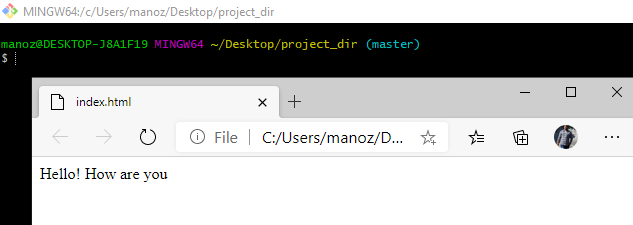 MINGW64:/c/Users/manoz/Desktop/project_dir
manoz@DESKTOP-J8A1F19 MINGW64 ~/Desktop/project_dir (master)
$
index.html
File | C:/Users/manoz/D...
Hello! How are you